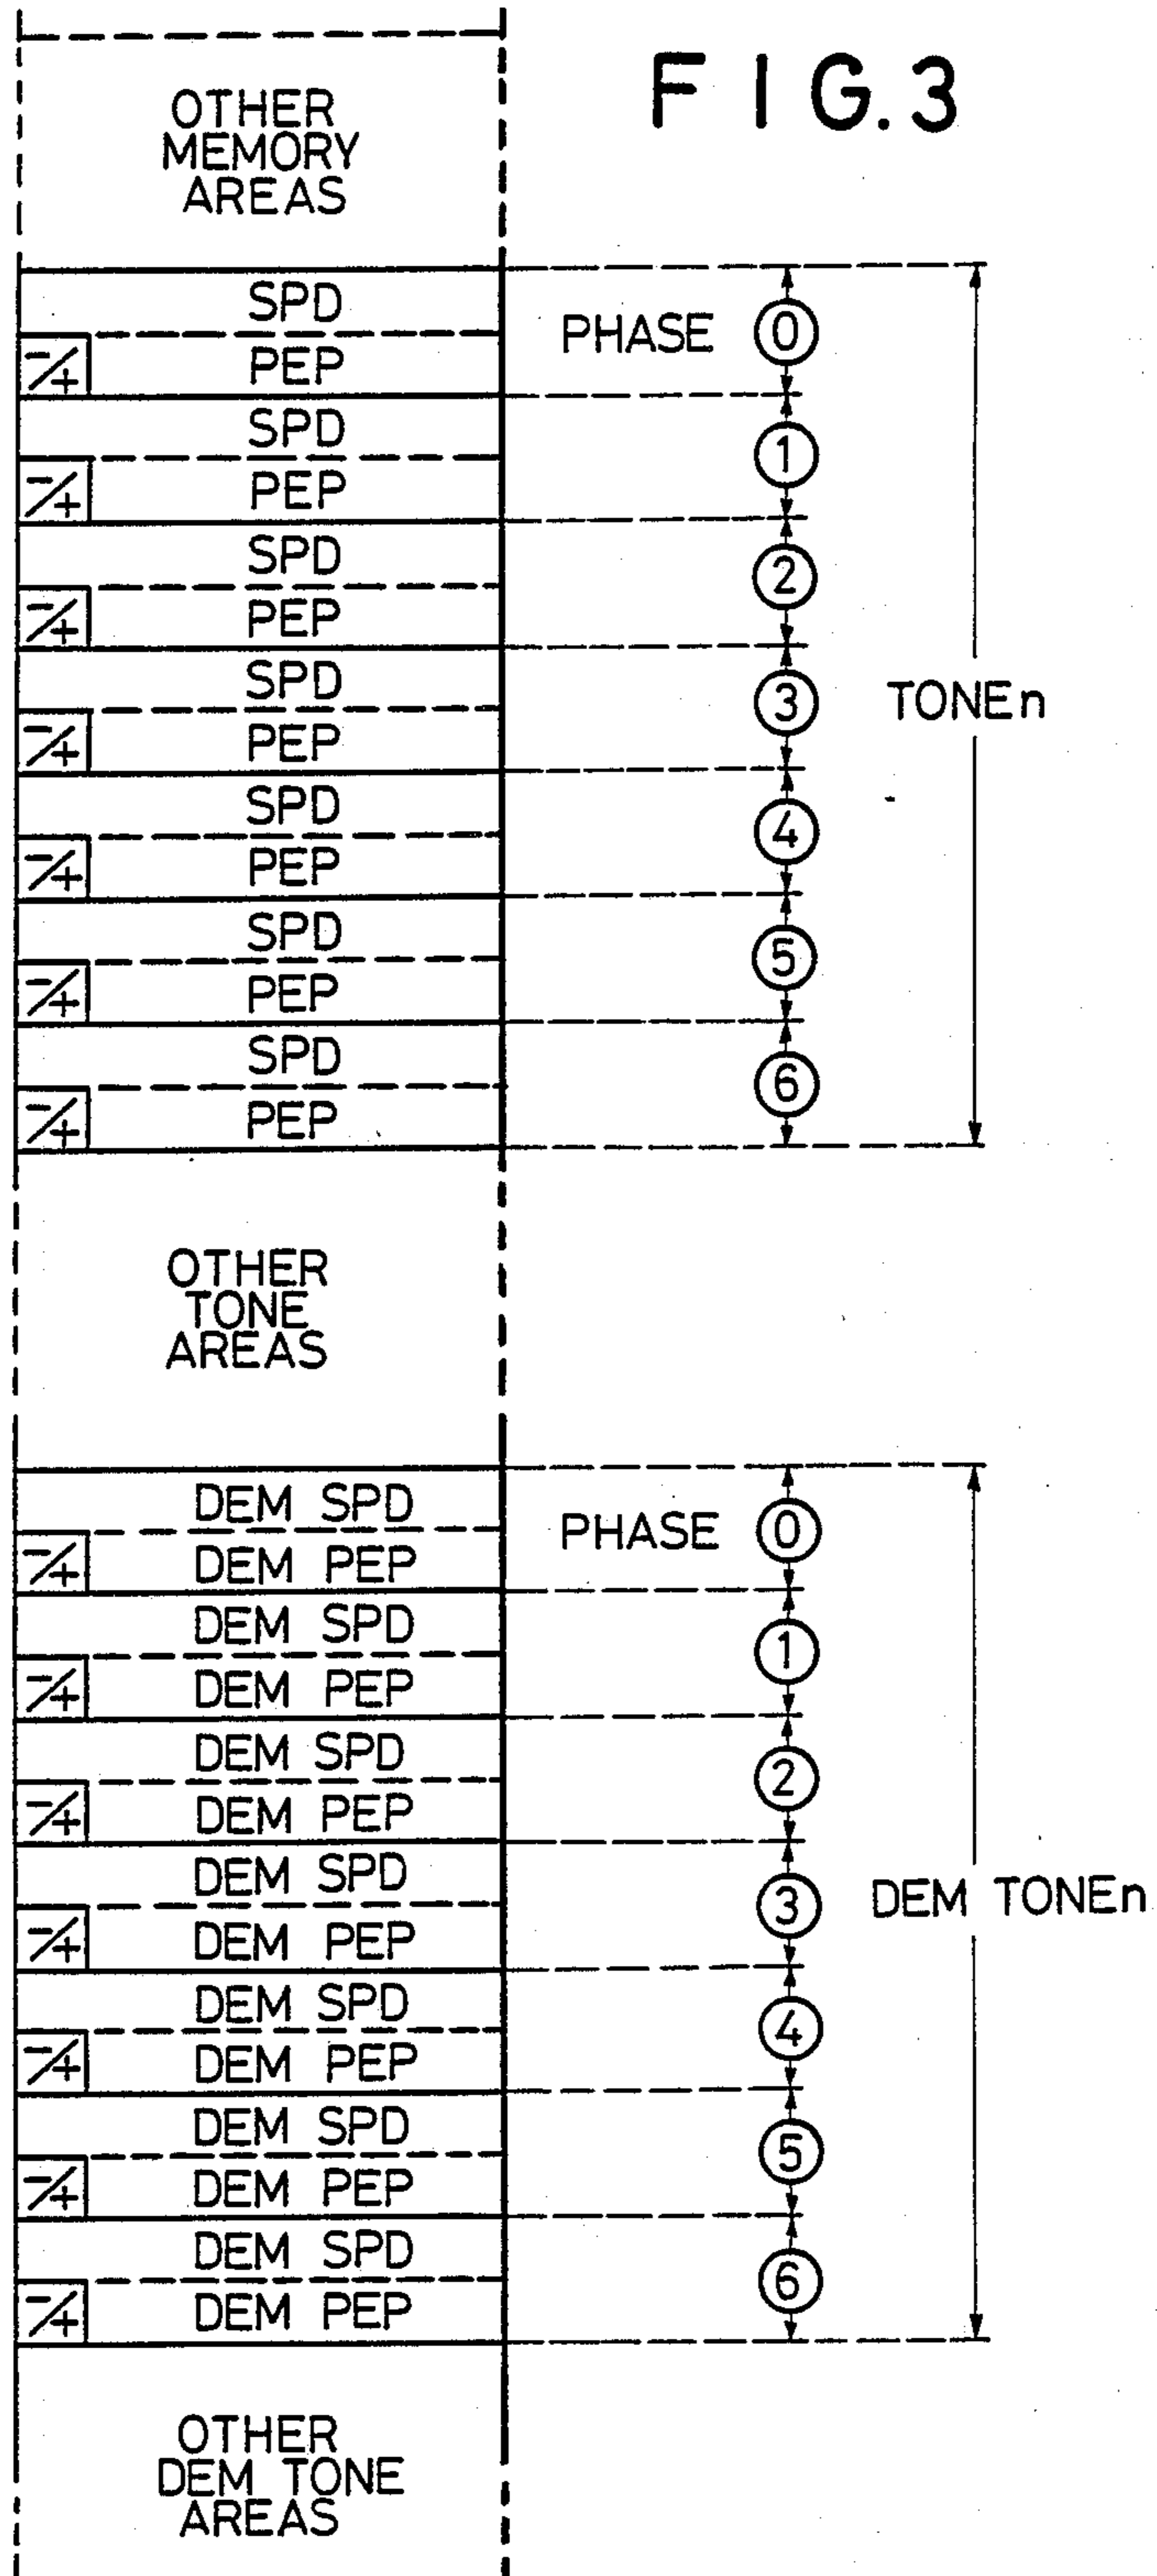 FIG.3
OTHER
MEMORY
AREAS
SPD
PHASE 0
-/+ PEP
SPD
1
-/+ PEP
SPD
2
-/+ PEP
SPD
3
TONEn
-/+ PEP
SPD
4
-/+ PEP
SPD
5
-/+ PEP
SPD
6
-/+ PEP
OTHER
TONE
AREAS
DEM SPD
PHASE 0
-/+ DEM PEP
DEM SPD
1
-/+ DEM PEP
DEM SPD
2
-/+ DEM PEP
DEM SPD
3
DEM TONEn
-/+ DEM PEP
DEM SPD
4
-/+ DEM PEP
DEM SPD
5
-/+ DEM PEP
DEM SPD
6
-/+ DEM PEP
OTHER
DEM TONE
AREAS